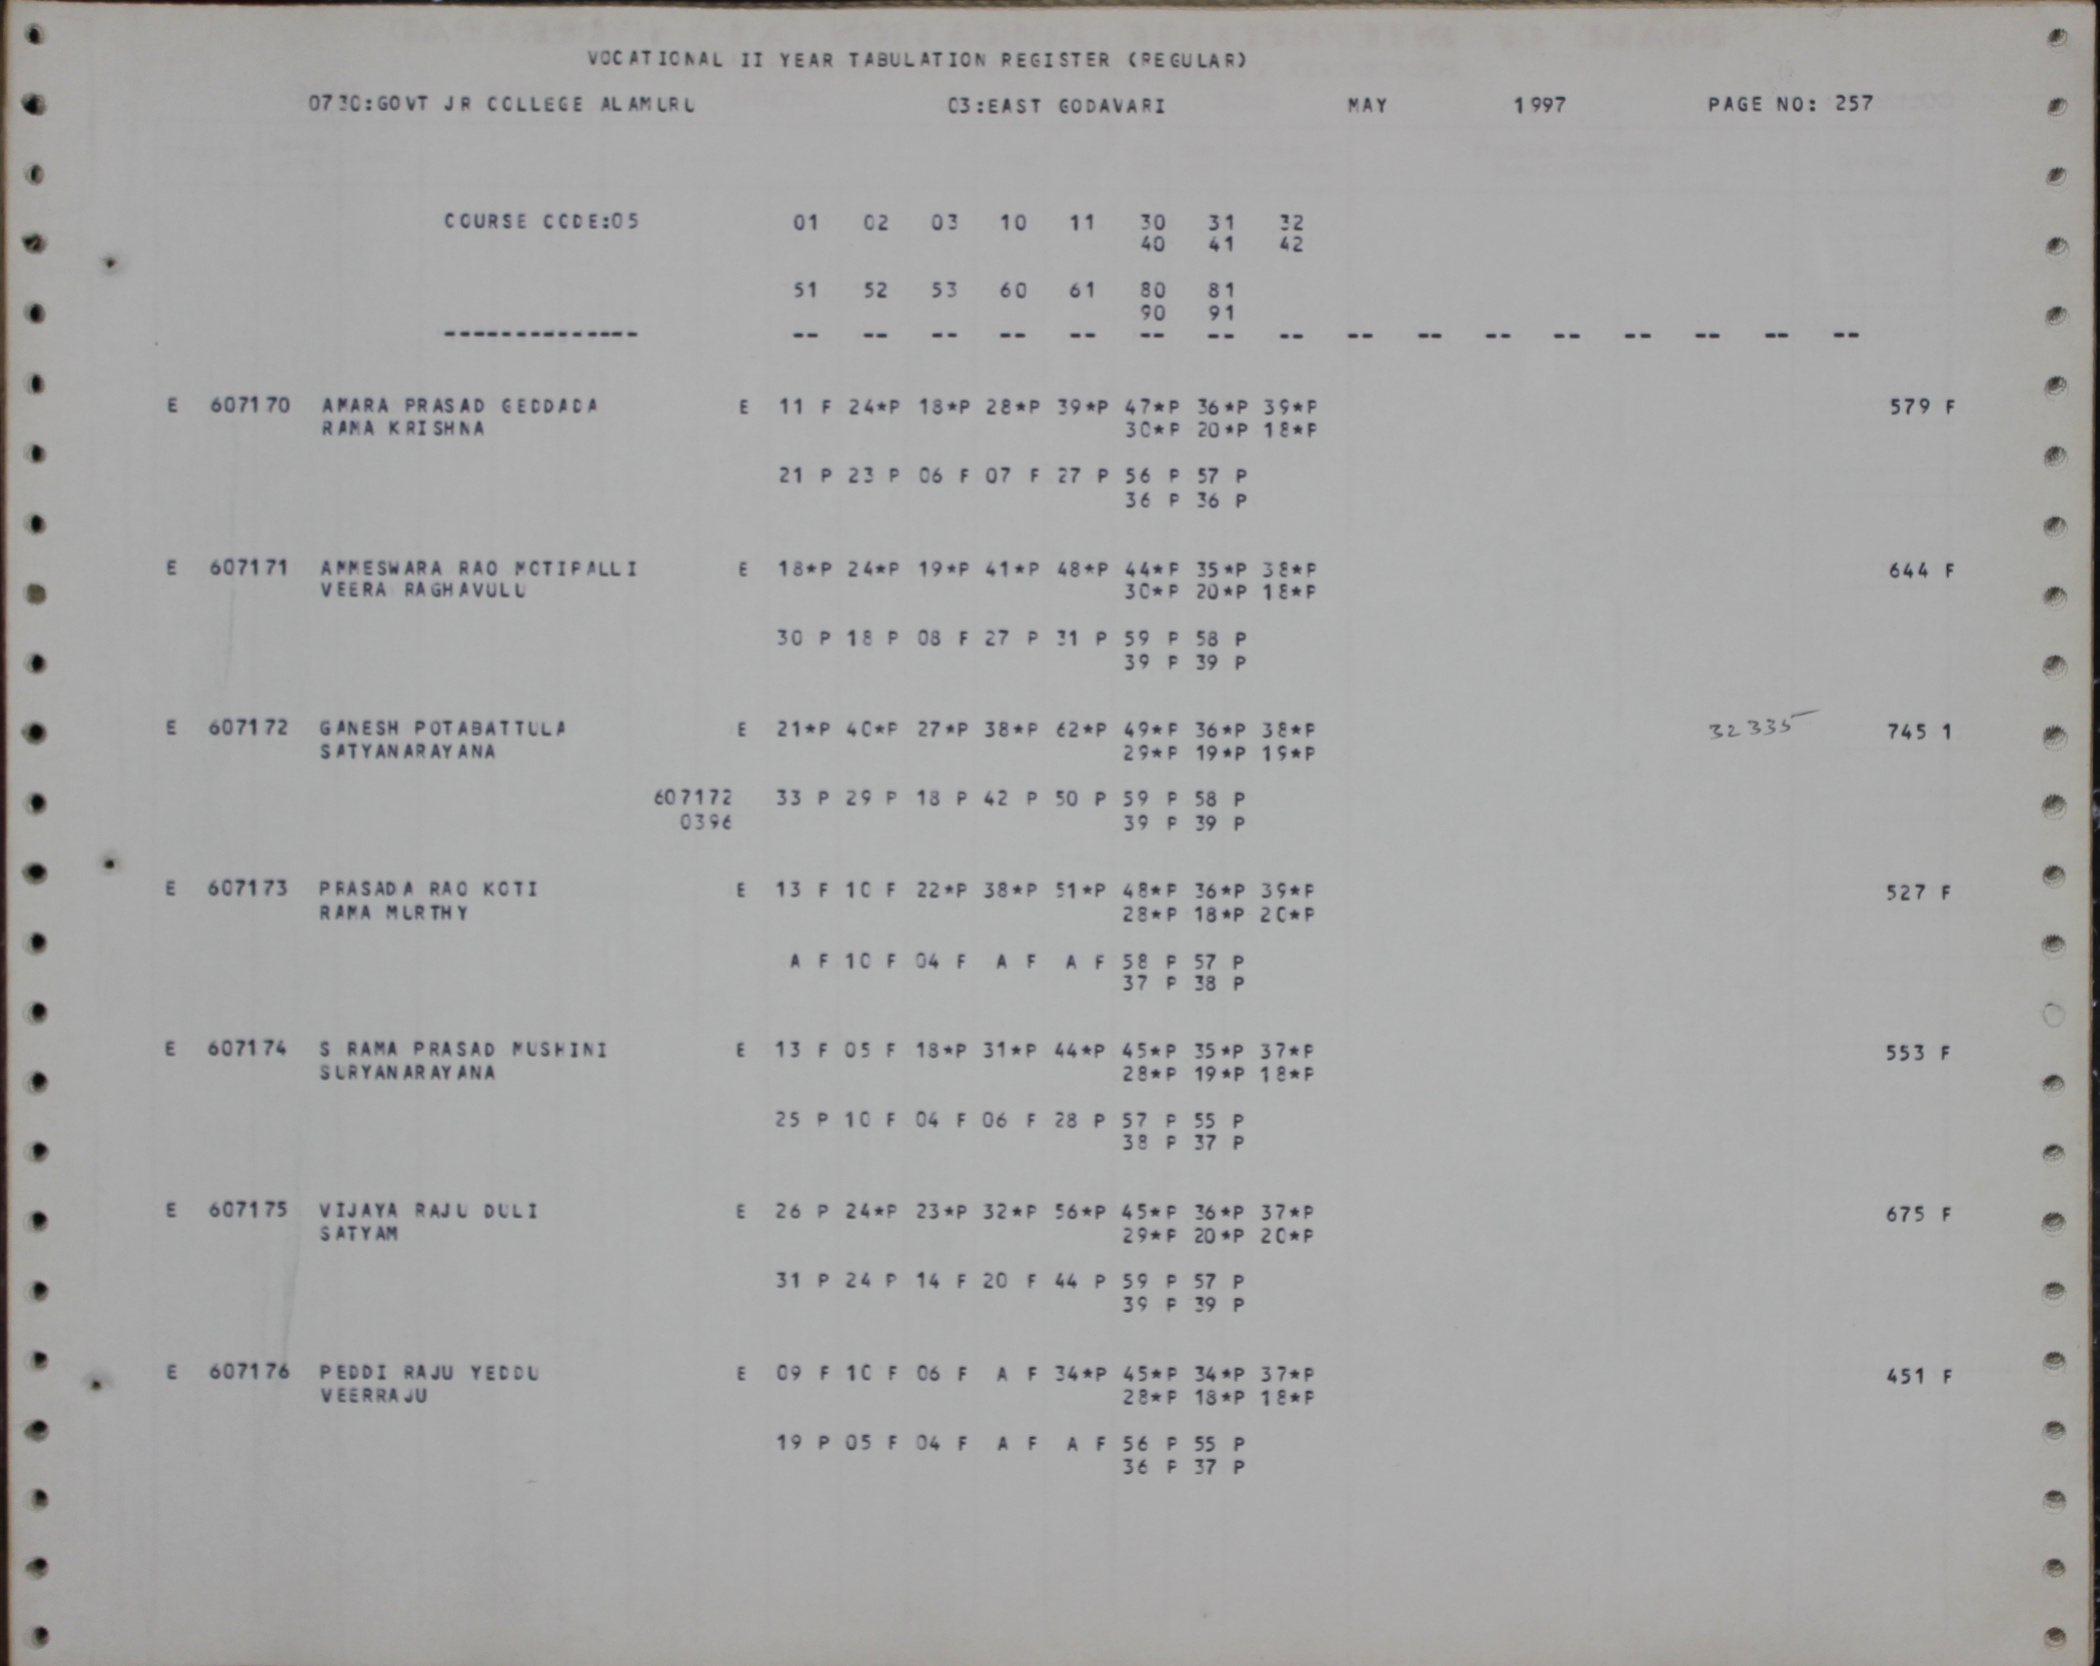 VOCATIONAL II YEAR TABULATION REGISTER (REGULAR)
0730:GOVT JR COLLEGE ALAMURU 03:EAST GODAVARI MAY 1997 PAGE NO: 257
COURSE CODE:05 01 02 03 10 11 30 31 32
40 41 42
51 52 53 60 61 80 81
90 91
-------------- -- -- -- -- -- -- -- -- -- -- -- -- -- -- -- --
E 607170 AMARA PRASAD GEDDADA E 11 F 24*P 18*P 28*P 39*P 47*P 36*P 39*P 579 F
RAMA KRISHNA 30*P 20*P 18*P
21 P 23 P 06 F 07 F 27 P 56 P 57 P
36 P 36 P
E 607171 AMMESWARA RAO MOTIPALLI E 18*P 24*P 19*P 41*P 48*P 44*P 35*P 38*P 644 F
VEERA RAGHAVULU 30*P 20*P 18*P
30 P 18 P 08 F 27 P 31 P 59 P 58 P
39 P 39 P
E 607172 GANESH POTABATTULA E 21*P 40*P 27*P 38*P 62*P 49*P 36*P 38*P 32335 745 1
SATYANARAYANA 29*P 19*P 19*P
607172 33 P 29 P 18 P 42 P 50 P 59 P 58 P
0396 39 P 39 P
E 607173 PRASADA RAO KOTI E 13 F 10 F 22*P 38*P 51*P 48*P 36*P 39*P 527 F
RAMA MURTHY 28*P 18*P 20*P
A F 10 F 04 F A F A F 58 P 57 P
37 P 38 P
E 607174 S RAMA PRASAD MUSHINI E 13 F 05 F 18*P 31*P 44*P 45*P 35*P 37*P 553 F
SURYANARAYANA 28*P 19*P 18*P
25 P 10 F 04 F 06 F 28 P 57 P 55 P
38 P 37 P
E 607175 VIJAYA RAJU DULI E 26 P 24*P 23*P 32*P 56*P 45*P 36*P 37*P 675 F
SATYAM 29*P 20*P 20*P
31 P 24 P 14 F 20 F 44 P 59 P 57 P
39 P 39 P
E 607176 PEDDI RAJU YEDDU E 09 F 10 F 06 F A F 34*P 45*P 34*P 37*P 451 F
VEERRAJU 28*P 18*P 18*P
19 P 05 F 04 F A F A F 56 P 55 P
36 P 37 P